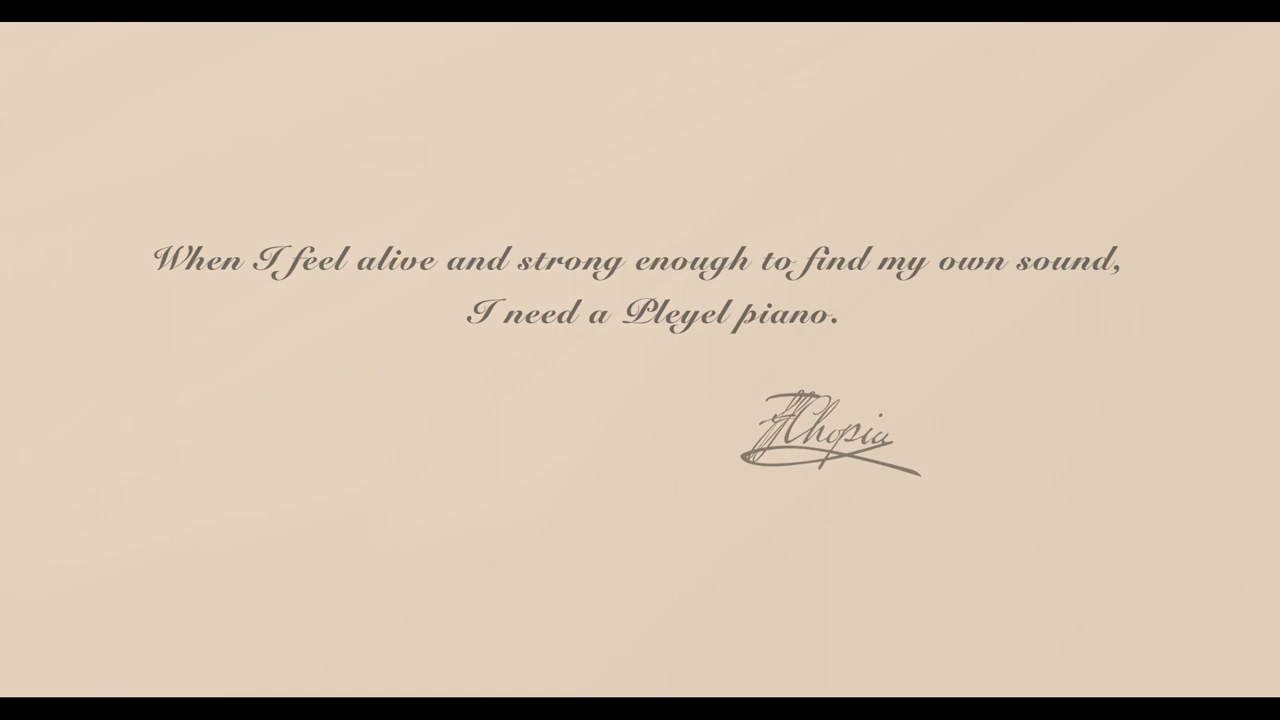 When I feel alive and strong enough to find my own sound,
I need a Pleyel piano.
FChopin